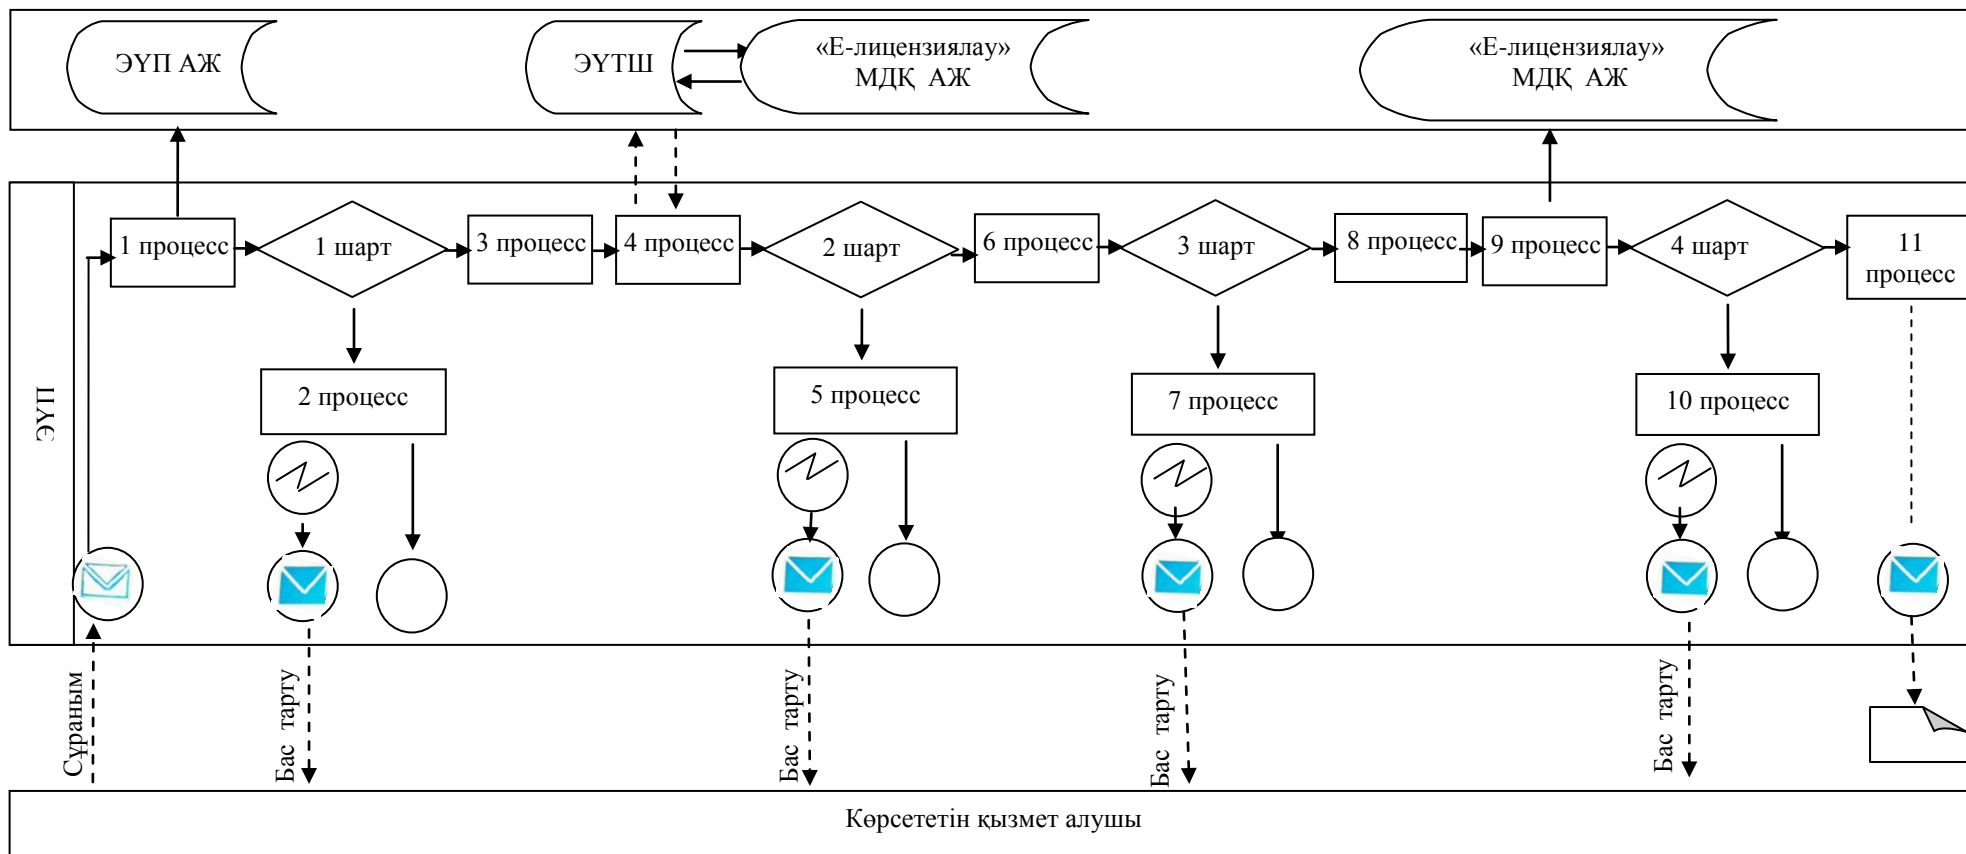 ЭҮП АЖ
ЭҮТШ
«Е-лицензиялау»
МДҚ АЖ
«Е-лицензиялау»
МДҚ АЖ
ЭҮП
1 процесс
1 шарт
3 процесс
4 процесс
2 шарт
6 процесс
3 шарт
8 процесс
9 процесс
4 шарт
11
процесс
2 процесс
5 процесс
7 процесс
10 процесс
Сұраным
Бас тарту
Бас тарту
Бас тарту
Бас тарту
Көрсететін қызмет алушы